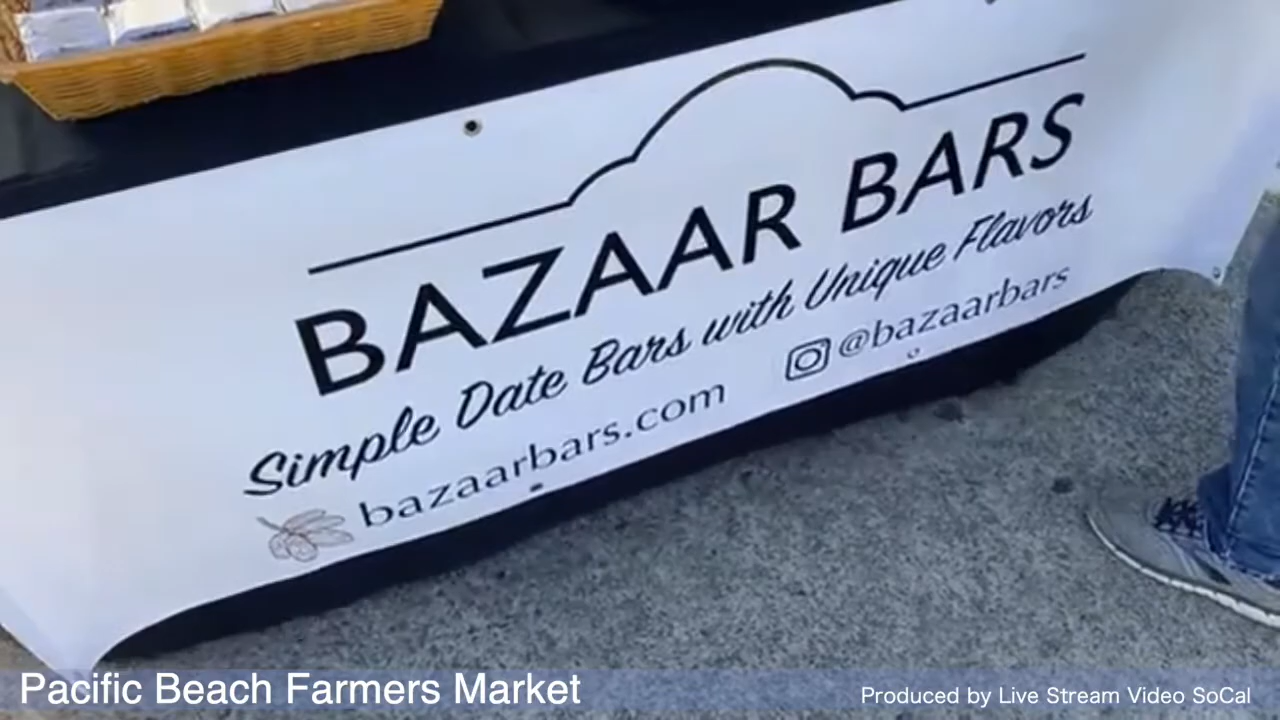 BAZAAR BARS
Simple Date Bars with Unique Flavors
bazaarbars.com @bazaarbars
Pacific Beach Farmers Market
Produced by Live Stream Video SoCal